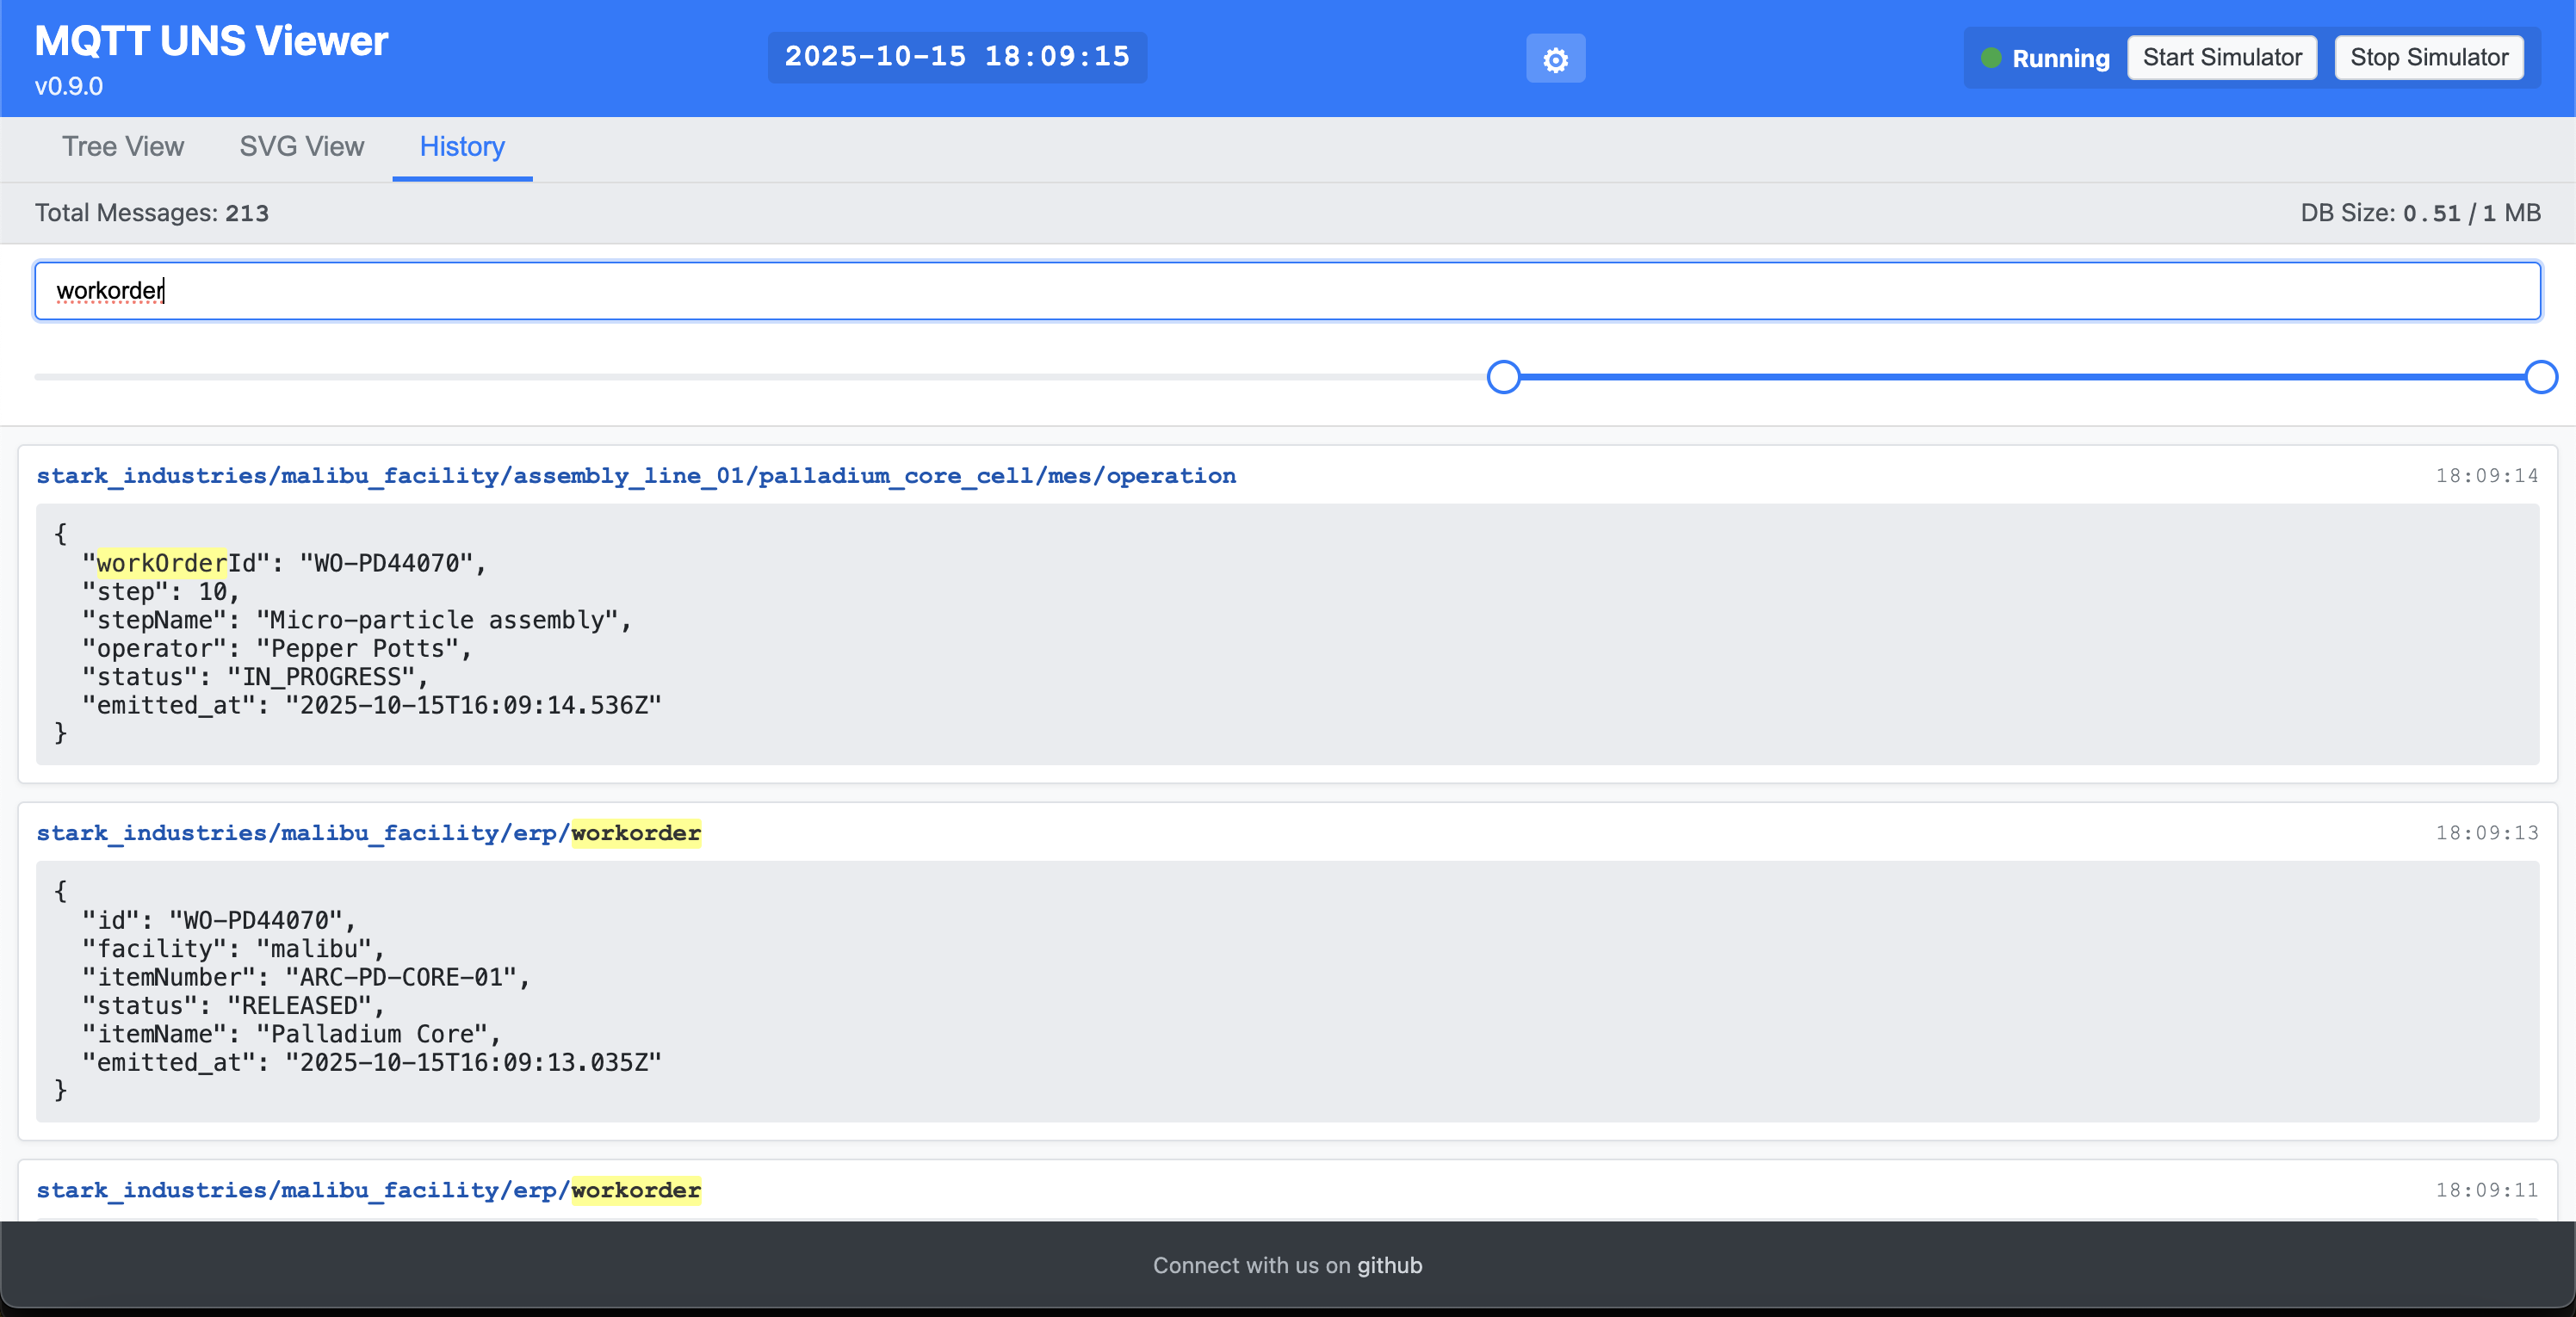 MQTT UNS Viewer
v0.9.0
2025-10-15 18:09:15
Running
Start Simulator
Stop Simulator
Tree View
SVG View
History
Total Messages: 213
DB Size: 0.51 / 1 MB
workorder
stark_industries/malibu_facility/assembly_line_01/palladium_core_cell/mes/operation
18:09:14
{
"workOrderId": "WO-PD44070",
"step": 10,
"stepName": "Micro-particle assembly",
"operator": "Pepper Potts",
"status": "IN_PROGRESS",
"emitted_at": "2025-10-15T16:09:14.536Z"
}
stark_industries/malibu_facility/erp/workorder
18:09:13
{
"id": "WO-PD44070",
"facility": "malibu",
"itemNumber": "ARC-PD-CORE-01",
"status": "RELEASED",
"itemName": "Palladium Core",
"emitted_at": "2025-10-15T16:09:13.035Z"
}
stark_industries/malibu_facility/erp/workorder
18:09:11
Connect with us on github